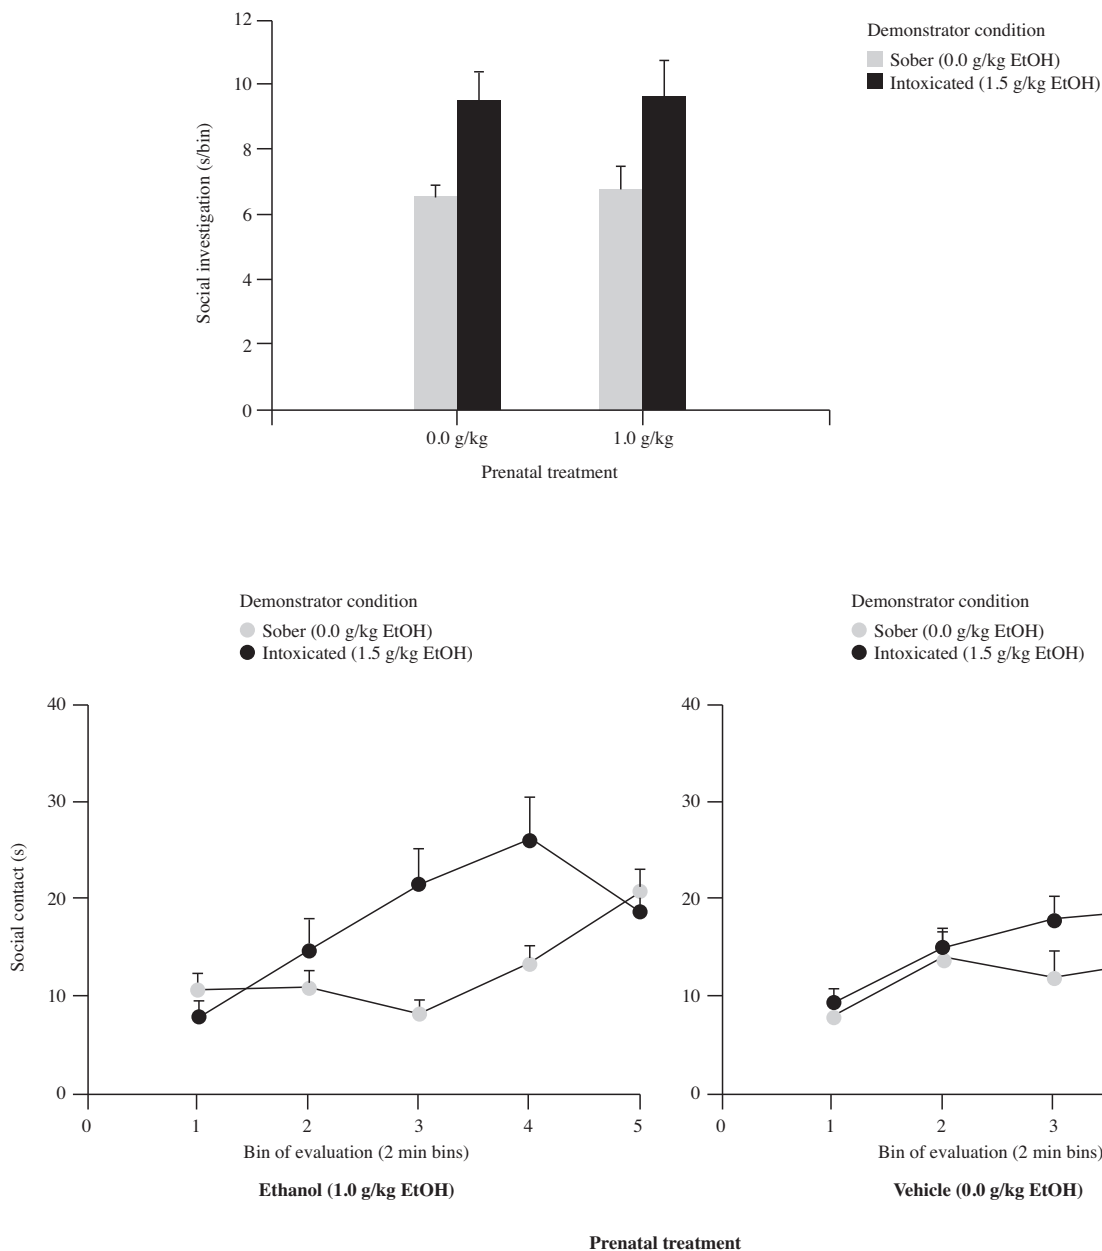 12
10
8
6
4
2
0
Social investigation (s/bin)
Demonstrator condition
Sober (0.0 g/kg EtOH)
Intoxicated (1.5 g/kg EtOH)
0.0 g/kg
1.0 g/kg
Prenatal treatment
Demonstrator condition
Sober (0.0 g/kg EtOH)
Intoxicated (1.5 g/kg EtOH)
40
30
20
10
0
Social contact (s)
0
1
2
3
4
5
Bin of evaluation (2 min bins)
Ethanol (1.0 g/kg EtOH)
Demonstrator condition
Sober (0.0 g/kg EtOH)
Intoxicated (1.5 g/kg EtOH)
40
30
20
10
0
0
1
2
3
Bin of evaluation (2 min bins)
Vehicle (0.0 g/kg EtOH)
Prenatal treatment